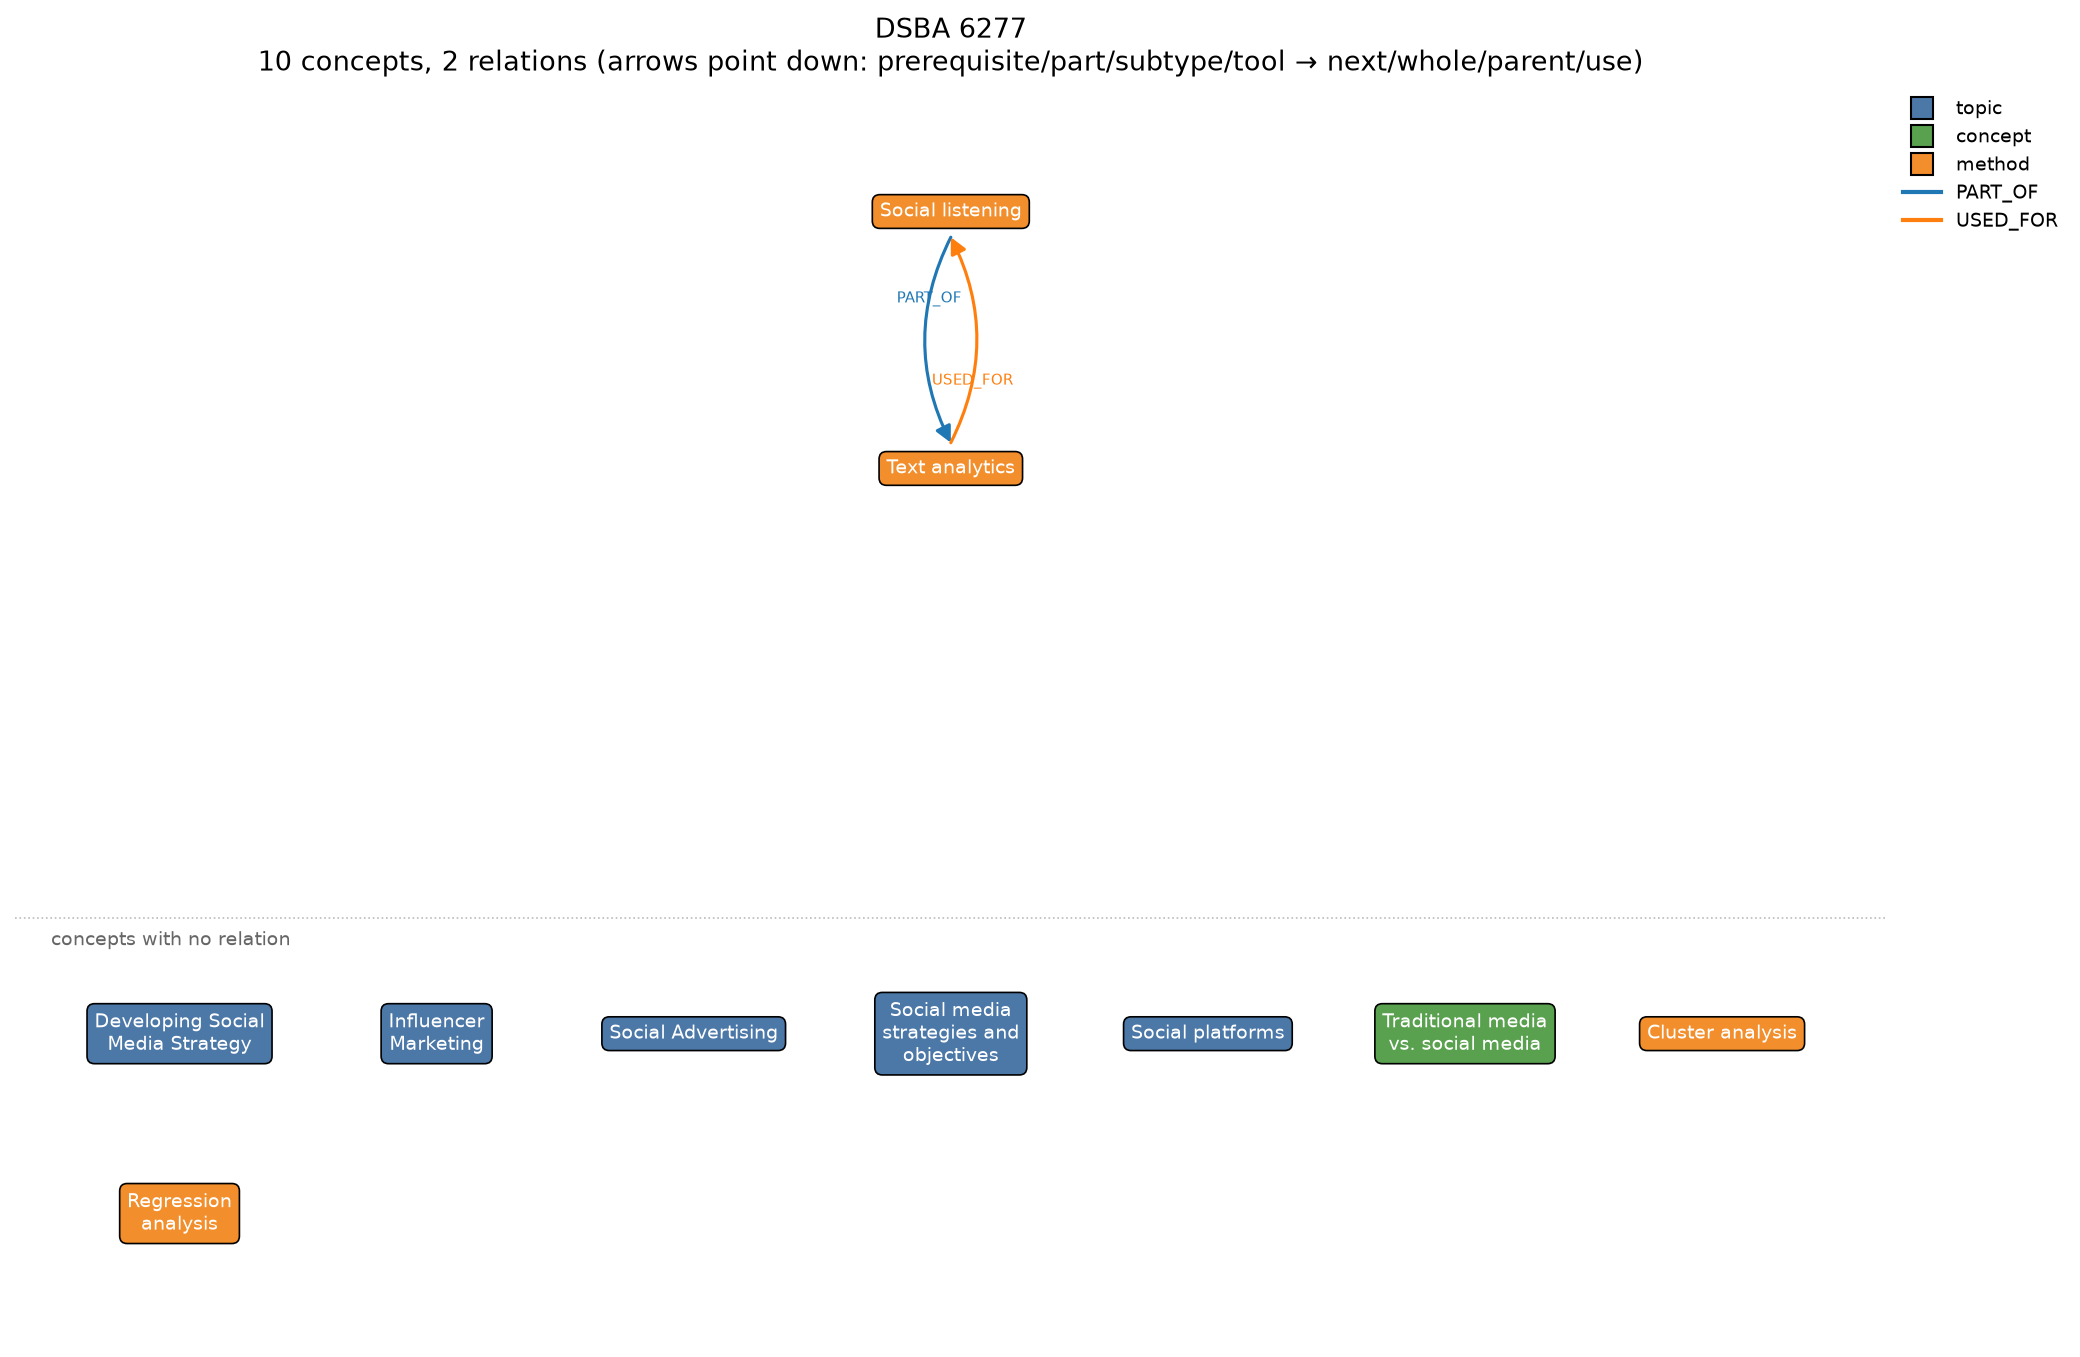 DSBA 6277
10 concepts, 2 relations (arrows point down: prerequisite/part/subtype/tool → next/whole/parent/use)
topic
concept
method
PART_OF
USED_FOR
Social listening
PART_OF
USED_FOR
Text analytics
concepts with no relation
Developing Social
Media Strategy
Influencer
Marketing
Social Advertising
Social media
strategies and
objectives
Social platforms
Traditional media
vs. social media
Cluster analysis
Regression
analysis